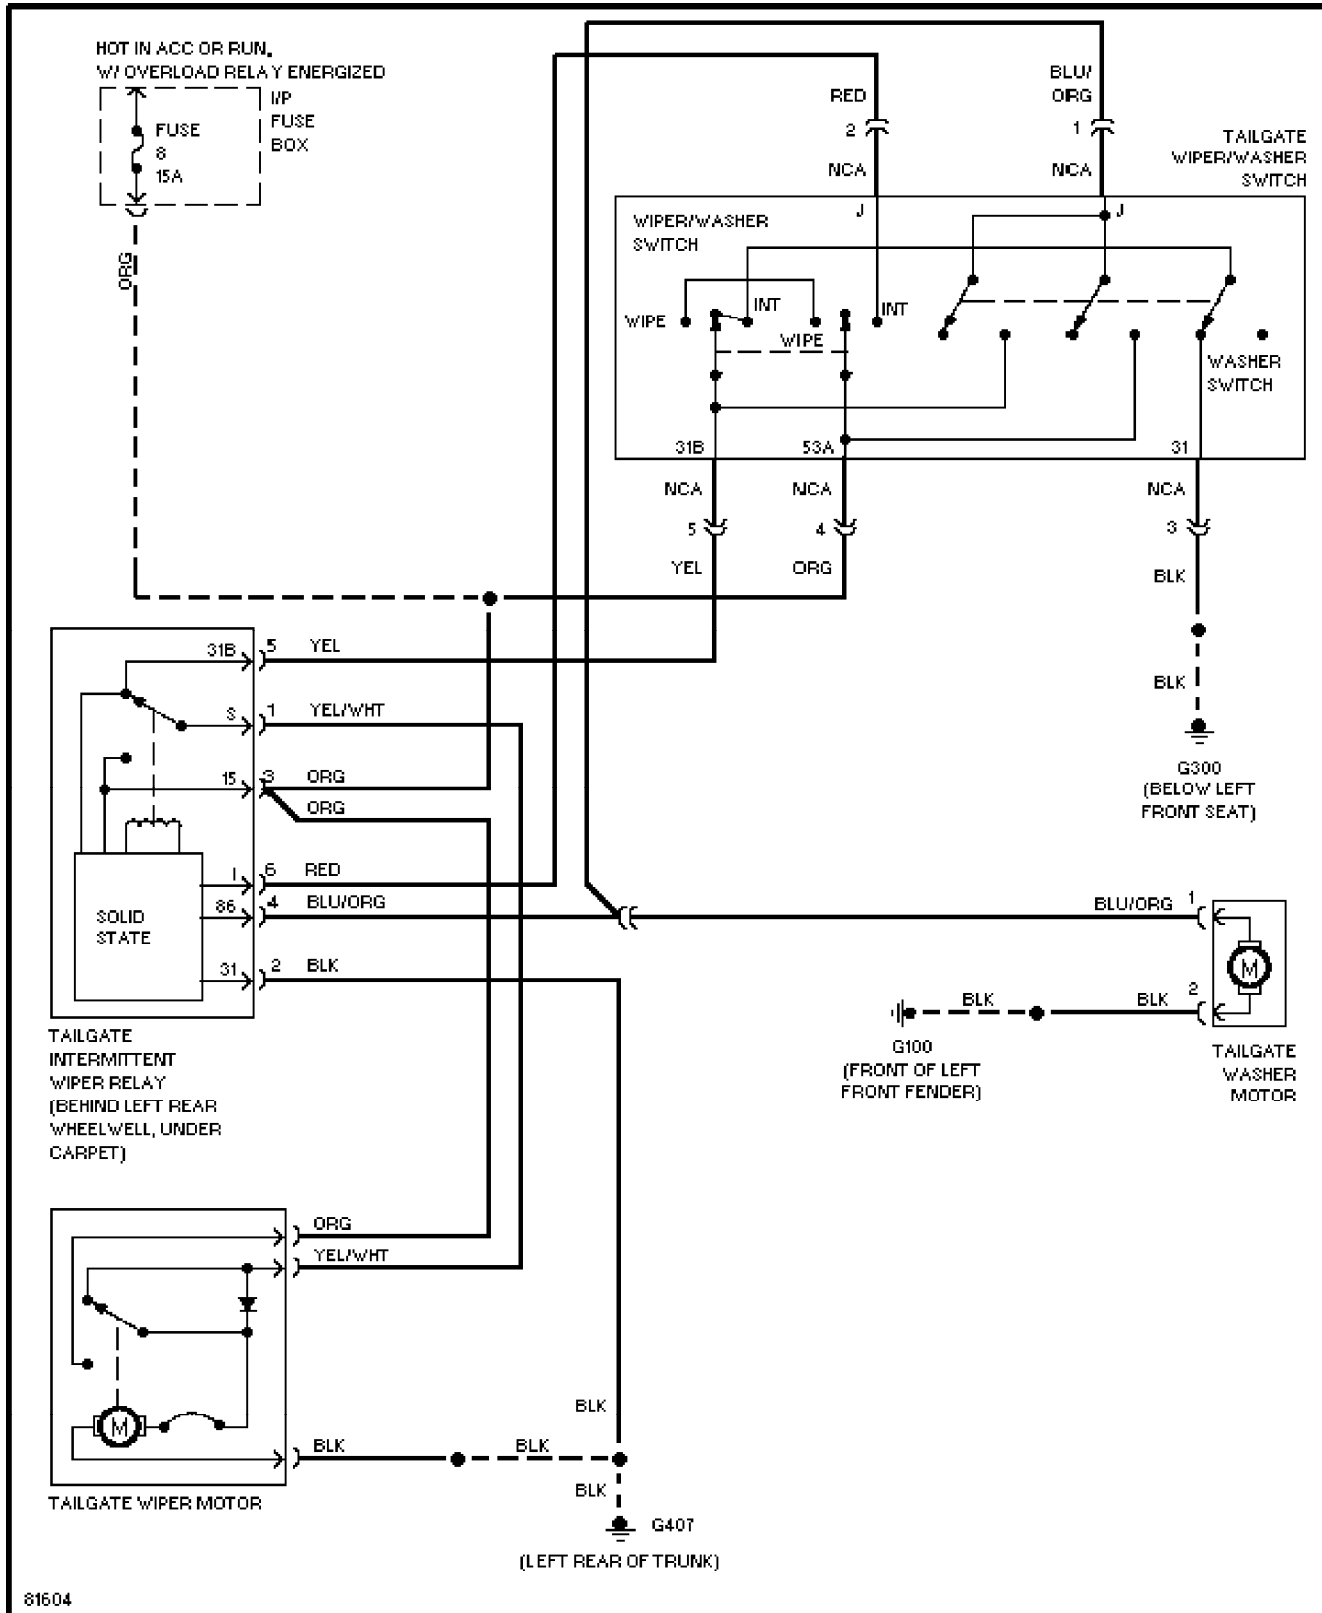 HOT IN ACC OR RUN,
W/ OVERLOAD RELAY ENERGIZED
I/P
FUSE
BOX
FUSE
8
15A
ORG
RED
2
NCA
BLU/
ORG
1
NCA
TAILGATE
WIPER/WASHER
SWITCH
WIPER/WASHER
SWITCH
J
J
WIPE
INT
WIPE
INT
WASHER
SWITCH
31B
53A
31
NCA
NCA
NCA
5
4
3
YEL
ORG
BLK
BLK
G300
(BELOW LEFT
FRONT SEAT)
31B
5
YEL
S
1
YEL/WHT
15
3
ORG
ORG
I
6
RED
86
4
BLU/ORG
31
2
BLK
SOLID
STATE
TAILGATE
INTERMITTENT
WIPER RELAY
(BEHIND LEFT REAR
WHEELWELL, UNDER
CARPET)
BLU/ORG
1
M
BLK
BLK
2
G100
(FRONT OF LEFT
FRONT FENDER)
TAILGATE
WASHER
MOTOR
ORG
YEL/WHT
M
BLK
BLK
BLK
BLK
TAILGATE WIPER MOTOR
G407
(LEFT REAR OF TRUNK)
81604